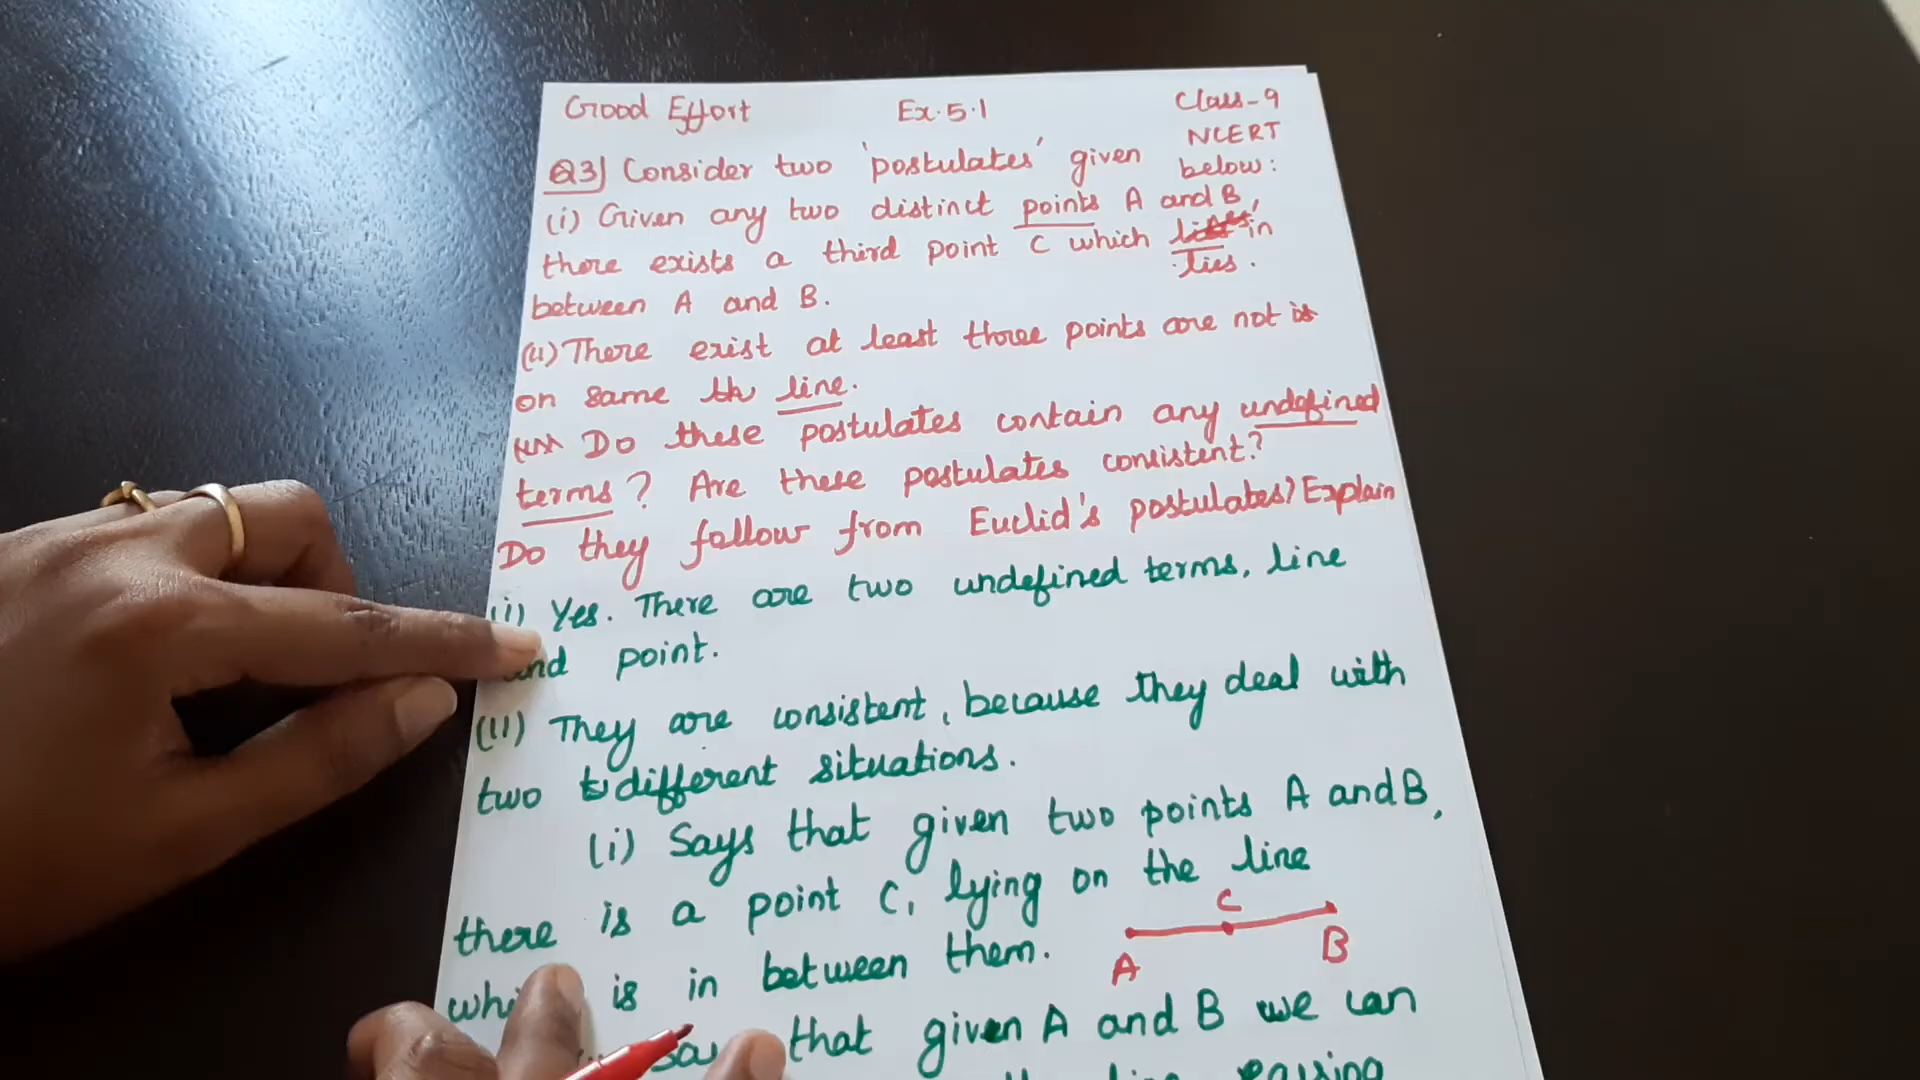 Good Effort Ex.5.1 Class-9
NCERT
Q3) Consider two 'postulates' given below:
(i) Given any two distinct points A and B,
there exists a third point C which in
lies.
between A and B.
(ii) There exist at least three points are not is
on same th line.
Do these postulates contain any undefined
terms? Are these postulates consistent?
Do they follow from Euclid's postulates? Explain
(i) Yes. There are two undefined terms, line
and point.
(ii) They are consistent, because they deal with
two different situations.
(i) Says that given two points A and B,
there is a point C, lying on the line
is in between them.
C
A B
that given A and B we can
line passing